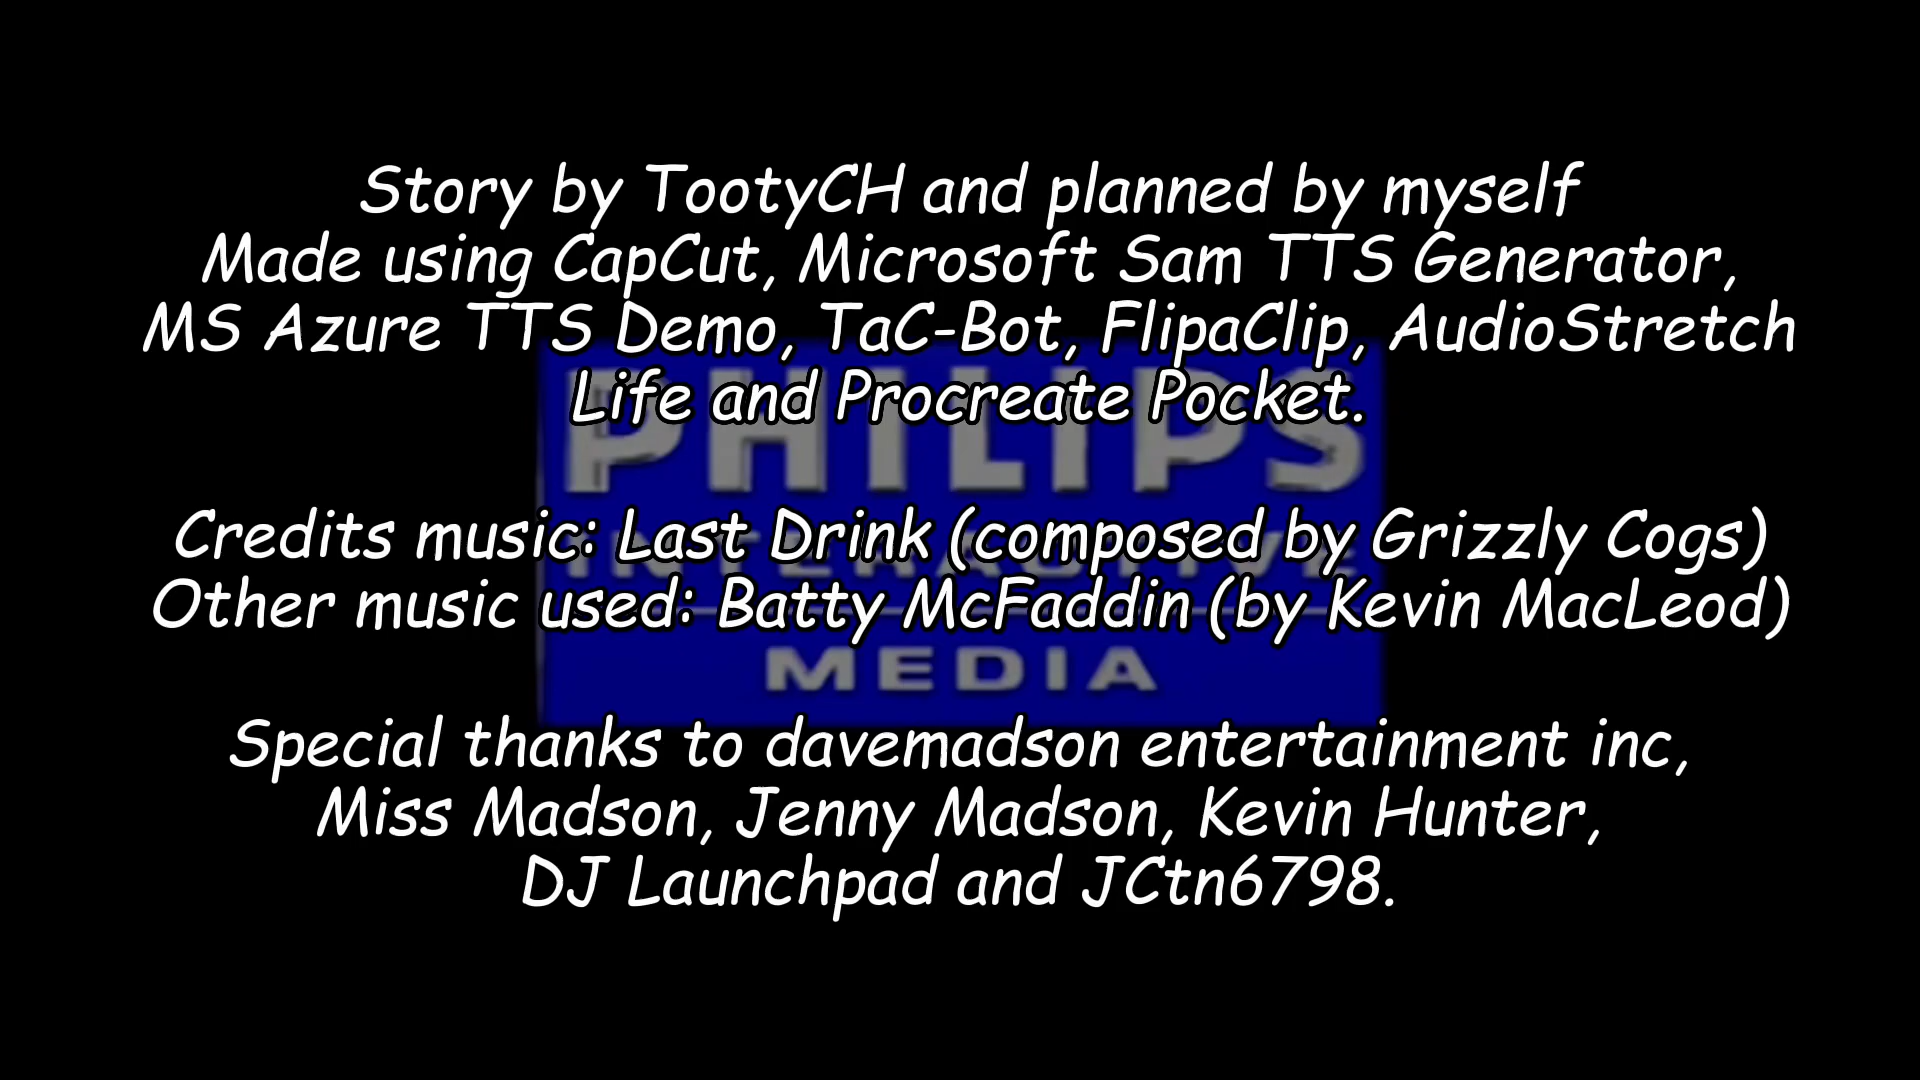 Story by TootyCH and planned by myself
Made using CapCut, Microsoft Sam TTS Generator,
MS Azure TTS Demo, TaC-Bot, FlipaClip, AudioStretch
Life and Procreate Pocket.
PHILIPS
Credits music: Last Drink (composed by Grizzly Cogs)
INTERACTIVE
Other music used: Batty McFaddin (by Kevin MacLeod)
MEDIA
Special thanks to davemadson entertainment inc,
Miss Madson, Jenny Madson, Kevin Hunter,
DJ Launchpad and JCtn6798.